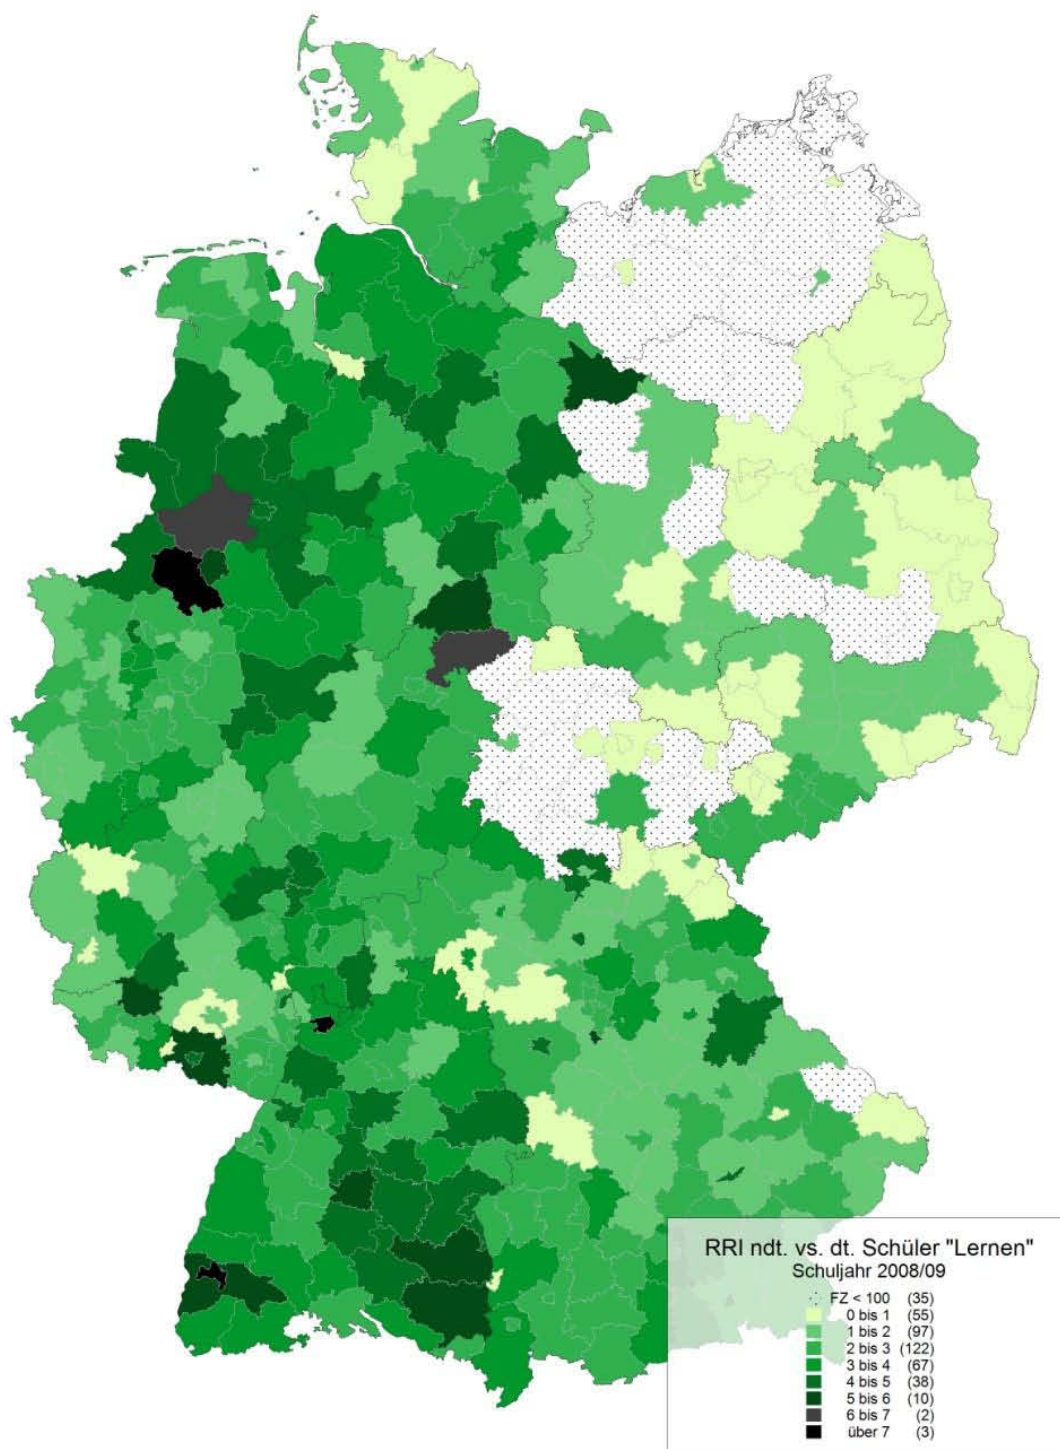 RRI ndt. vs. dt. Schüler "Lernen"
Schuljahr 2008/09
FZ < 100 (35)
0 bis 1 (55)
1 bis 2 (97)
2 bis 3 (122)
3 bis 4 (67)
4 bis 5 (38)
5 bis 6 (10)
6 bis 7 (2)
über 7 (3)